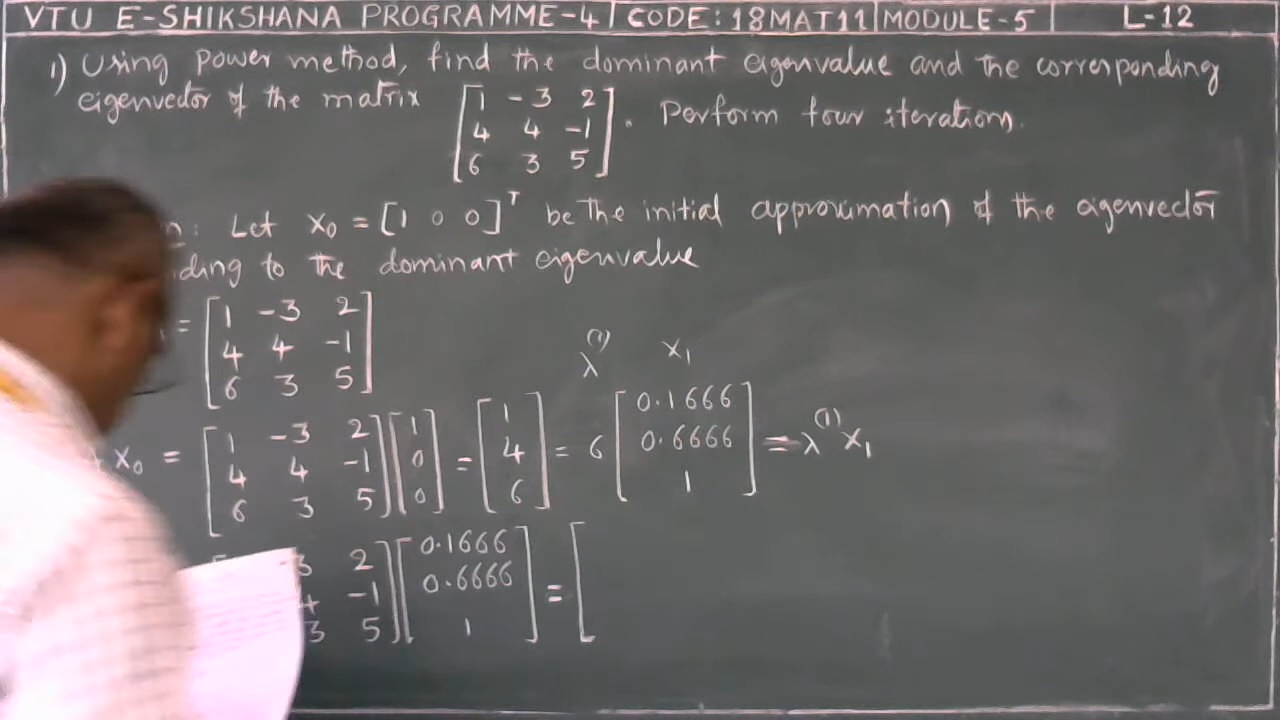 VTU E-SHIKSHANA PROGRAMME-4 | CODE: 18MAT11 | MODULE-5 | L-12
1) Using power method, find the dominant eigenvalue and the corresponding
eigenvector of the matrix [1 -3 2
4 4 -1
6 3 5]. Perform four iterations.
n: Let x₀ = [1 0 0]ᵀ be the initial approximation of the eigenvector
ding to the dominant eigenvalue
= [1 -3 2
4 4 -1
6 3 5]
λ⁽¹⁾ x₁
x₀ = [1 -3 2 ][1] = [1] = 6 [0.1666] = λ⁽¹⁾ x₁
4 4 -1 0 4 0.6666
6 3 5 0 6 1
3 2 ][0.1666] = [
4 -1 0.6666
3 5 1